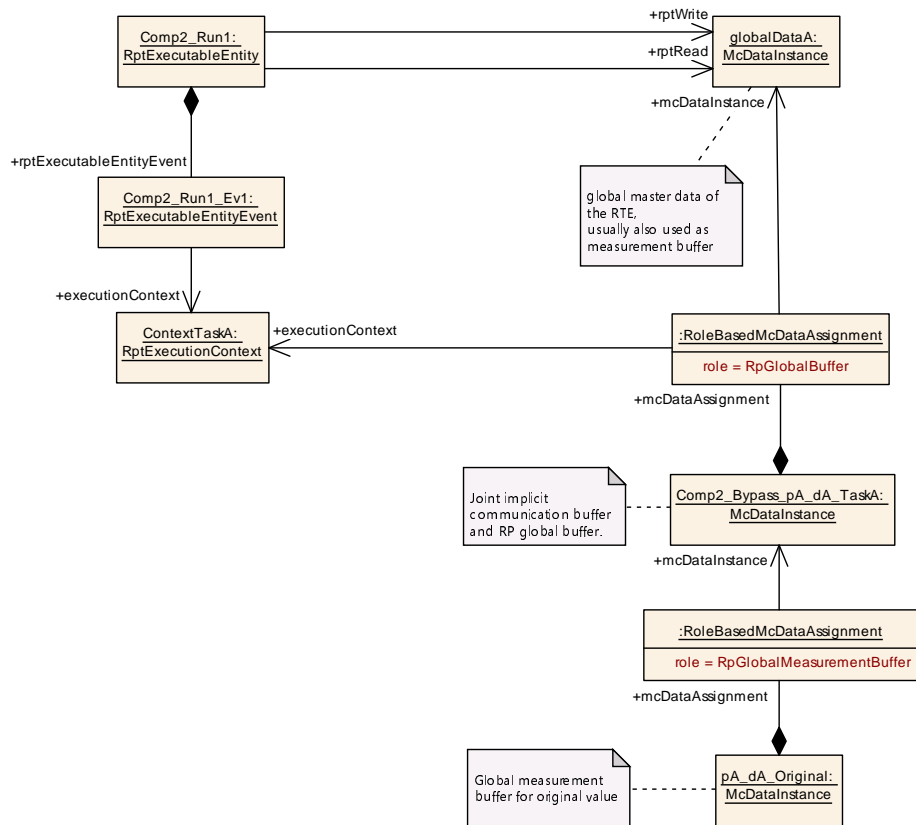 +rptWrite
Comp2_Run1:
RptExecutableEntity
globalDataA:
McDataInstance
+rptRead
+mcDataInstance
+rptExecutableEntityEvent
global master data of
the RTE,
usually also used as
measurement buffer
Comp2_Run1_Ev1:
RptExecutableEntityEvent
+executionContext
ContextTaskA:
RptExecutionContext
+executionContext
:RoleBasedMcDataAssignment
role = RpGlobalBuffer
+mcDataAssignment
Joint implicit
communication buffer
and RP global buffer.
Comp2_Bypass_pA_dA_TaskA:
McDataInstance
+mcDataInstance
:RoleBasedMcDataAssignment
role = RpGlobalMeasurementBuffer
+mcDataAssignment
Global measurement
buffer for original value
pA_dA_Original:
McDataInstance